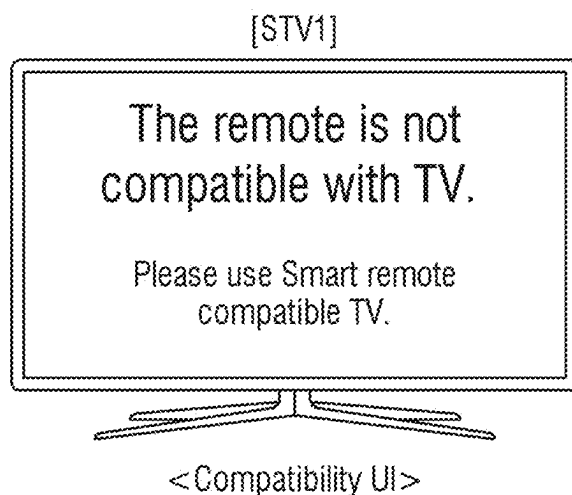 [STV1]
The remote is not
compatible with TV.
Please use Smart remote
compatible TV.
<Compatibility UI>